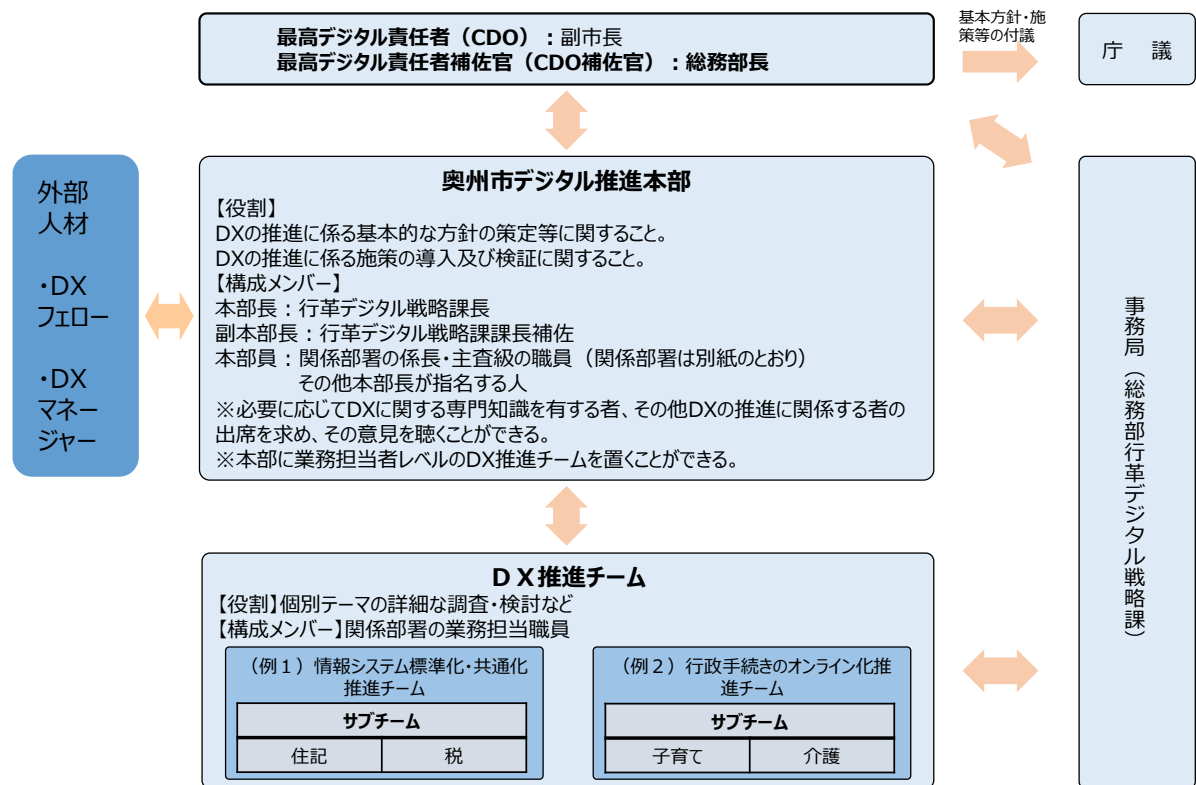 最高デジタル責任者（CDO）：副市長
最高デジタル責任者補佐官（CDO補佐官）：総務部長
基本方針・施
策等の付議
庁　議
外部
人材
・DX
フェロー
・DX
マネー
ジャー
奥州市デジタル推進本部
【役割】
DXの推進に係る基本的な方針の策定等に関すること。
DXの推進に係る施策の導入及び検証に関すること。
【構成メンバー】
本部長：行革デジタル戦略課長
副本部長：行革デジタル戦略課課長補佐
本部員：関係部署の係長・主査級の職員（関係部署は別紙のとおり）
その他本部長が指名する人
※必要に応じてDXに関する専門知識を有する者、その他DXの推進に関係する者の
出席を求め、その意見を聴くことができる。
※本部に業務担当者レベルのDX推進チームを置くことができる。
事務局（総務部行革デジタル戦略課）
ＤＸ推進チーム
【役割】個別テーマの詳細な調査・検討など
【構成メンバー】関係部署の業務担当職員
（例１）情報システム標準化・共通化
推進チーム
サブチーム
住記　税
（例２）行政手続きのオンライン化推
進チーム
サブチーム
子育て　介護